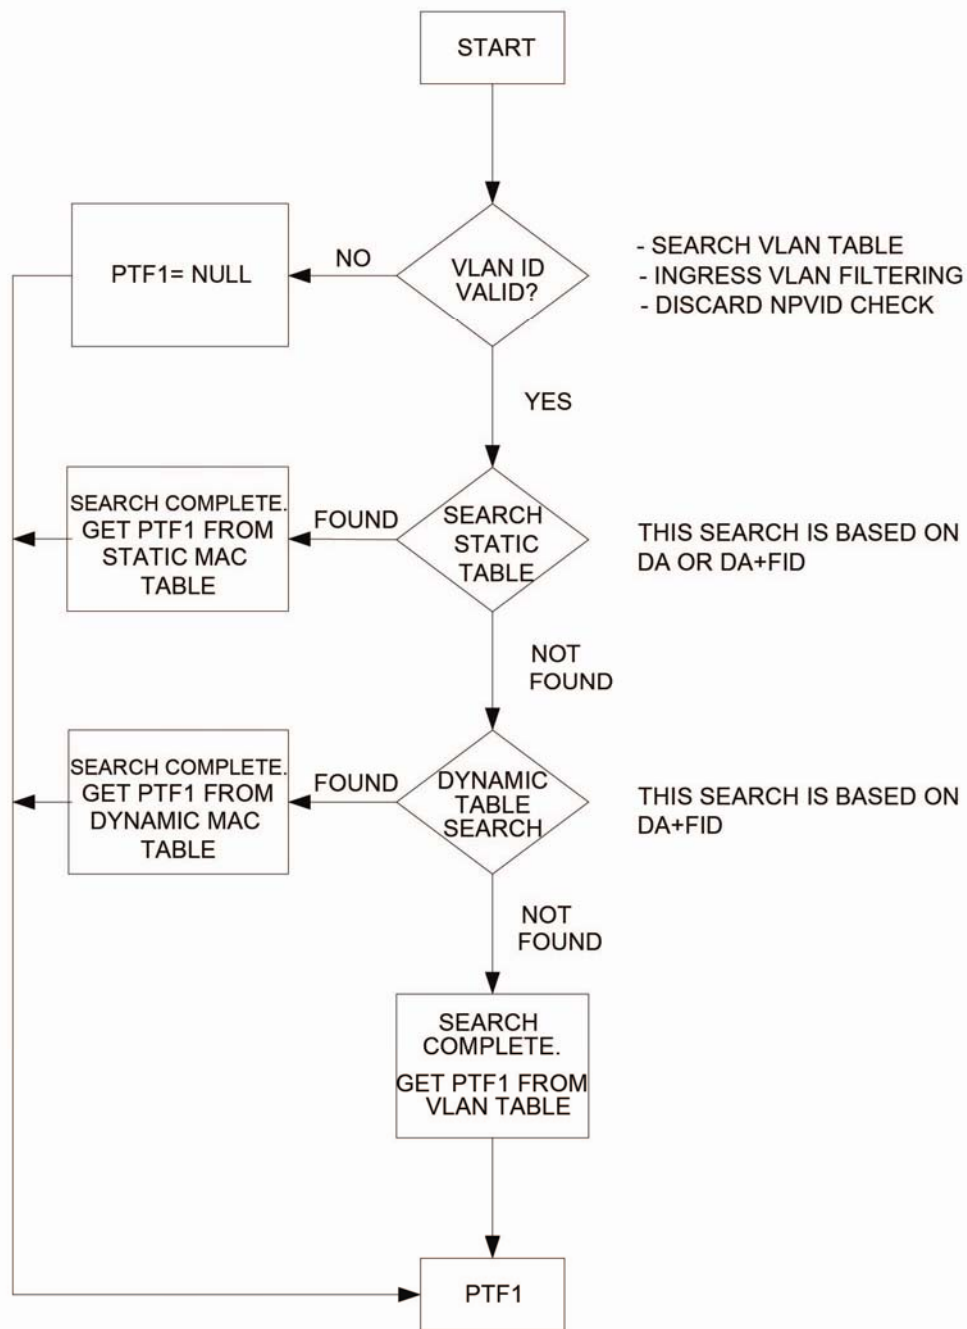 START
NO
PTF1= NULL
VLAN ID
VALID?
- SEARCH VLAN TABLE
- INGRESS VLAN FILTERING
- DISCARD NPVID CHECK
YES
SEARCH COMPLETE.
GET PTF1 FROM
STATIC MAC
TABLE
FOUND
SEARCH
STATIC
TABLE
THIS SEARCH IS BASED ON
DA OR DA+FID
NOT
FOUND
SEARCH COMPLETE.
GET PTF1 FROM
DYNAMIC MAC
TABLE
FOUND
DYNAMIC
TABLE
SEARCH
THIS SEARCH IS BASED ON
DA+FID
NOT
FOUND
SEARCH
COMPLETE.
GET PTF1 FROM
VLAN TABLE
PTF1